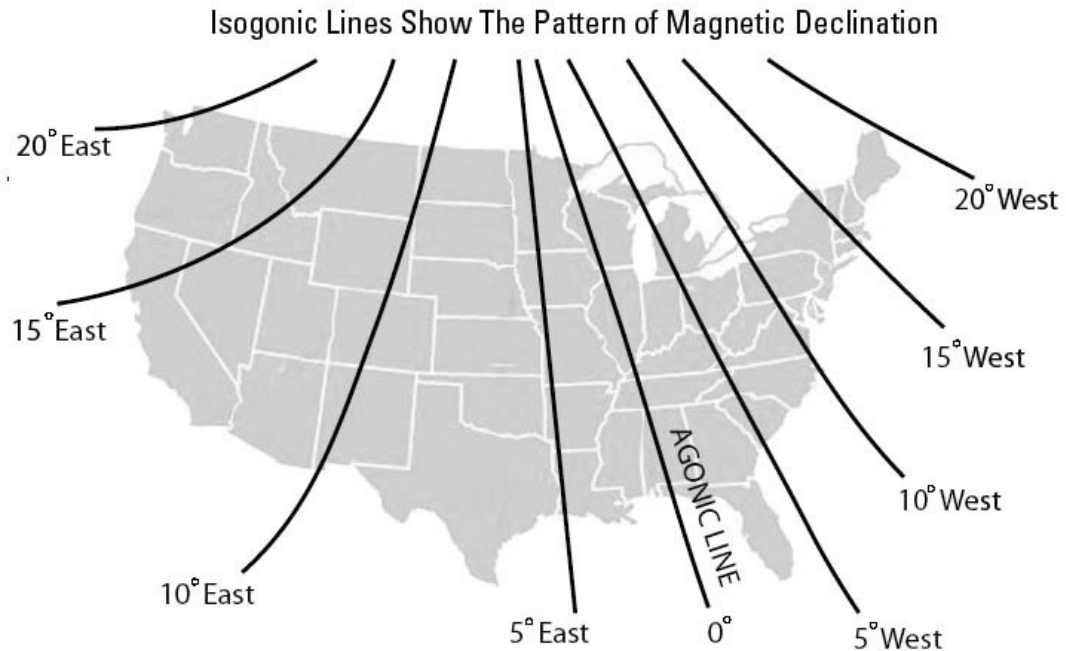 Isogonic Lines Show The Pattern of Magnetic Declination
20° East
20° West
15° East
15° West
AGONIC LINE
10° West
10° East
5° East
0°
5° West